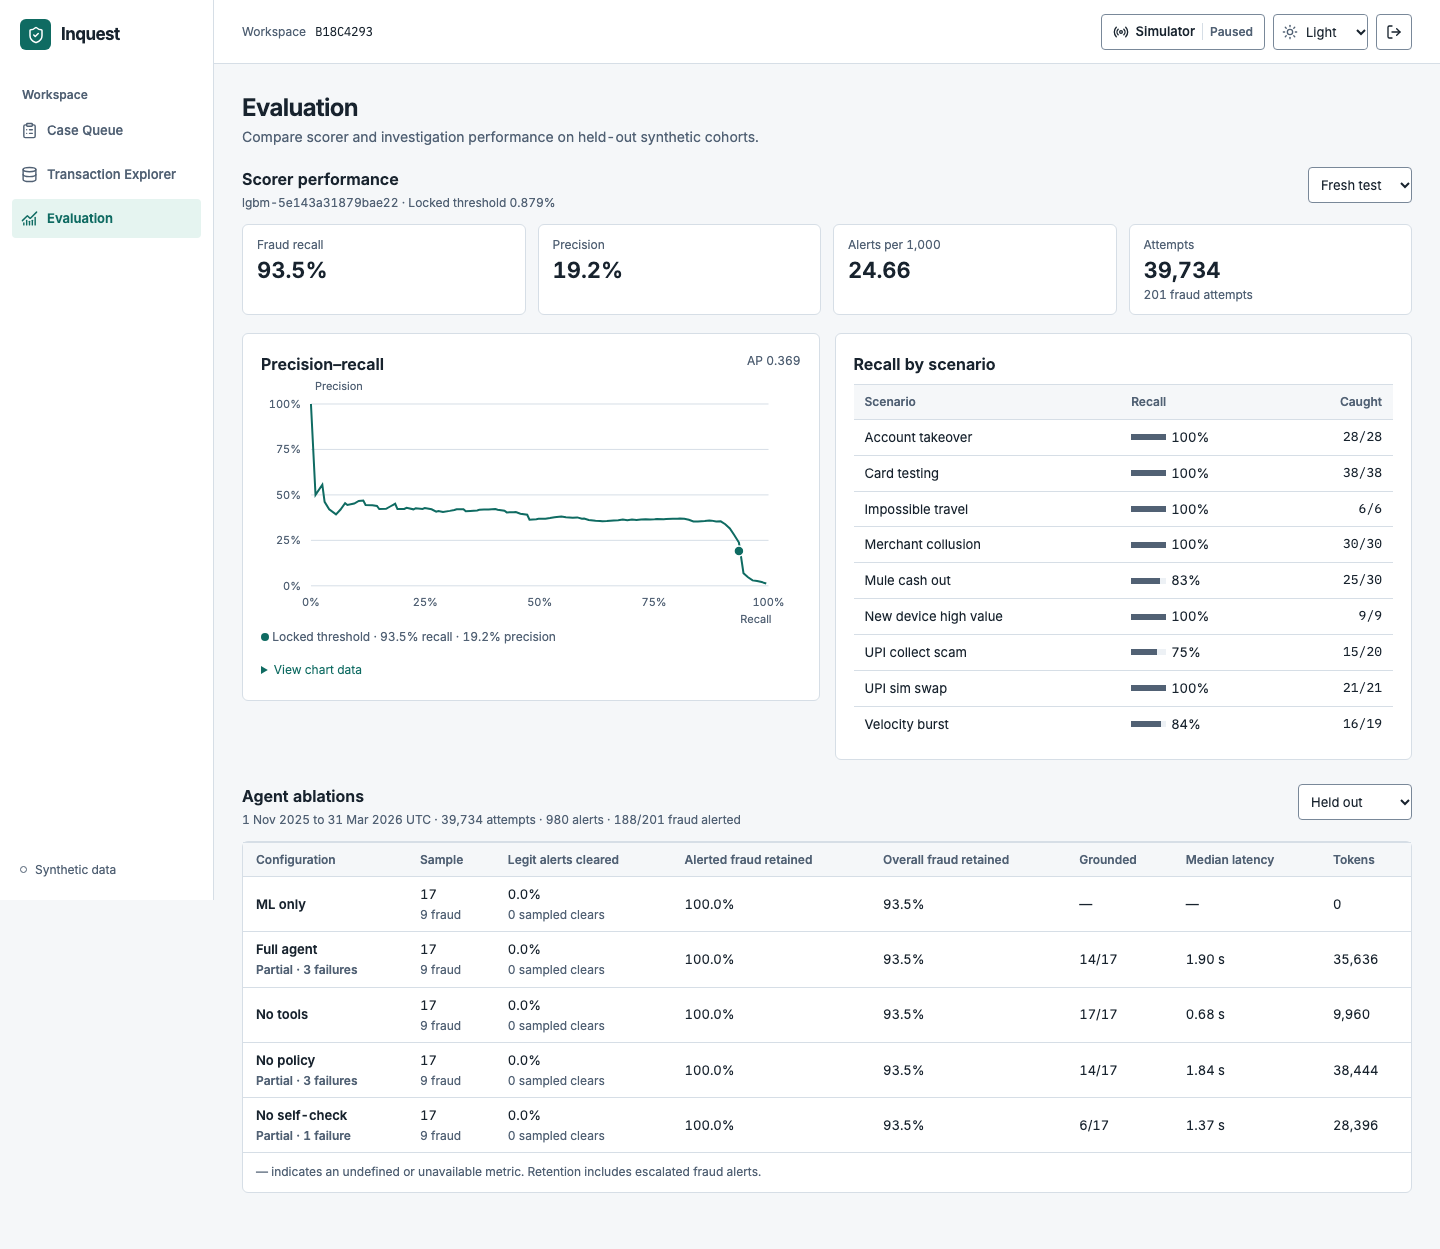 Inquest
Workspace B18C4293
Simulator Paused
Light
Workspace
Case Queue
Transaction Explorer
Evaluation
Synthetic data
Evaluation
Compare scorer and investigation performance on held-out synthetic cohorts.
Scorer performance
lgbm-5e143a31879bae22 · Locked threshold 0.879%
Fresh test
Fraud recall
93.5%
Precision
19.2%
Alerts per 1,000
24.66
Attempts
39,734
201 fraud attempts
Precision–recall
AP 0.369
Precision
100%
75%
50%
25%
0%
0% 25% 50% 75% 100%
Recall
Locked threshold · 93.5% recall · 19.2% precision
View chart data
Recall by scenario
Scenario Recall Caught
Account takeover 100% 28/28
Card testing 100% 38/38
Impossible travel 100% 6/6
Merchant collusion 100% 30/30
Mule cash out 83% 25/30
New device high value 100% 9/9
UPI collect scam 75% 15/20
UPI sim swap 100% 21/21
Velocity burst 84% 16/19
Agent ablations
1 Nov 2025 to 31 Mar 2026 UTC · 39,734 attempts · 980 alerts · 188/201 fraud alerted
Held out
Configuration Sample Legit alerts cleared Alerted fraud retained Overall fraud retained Grounded Median latency Tokens
ML only 17 0.0% 100.0% 93.5% — — 0
9 fraud 0 sampled clears
Full agent 17 0.0% 100.0% 93.5% 14/17 1.90 s 35,636
Partial · 3 failures 9 fraud 0 sampled clears
No tools 17 0.0% 100.0% 93.5% 17/17 0.68 s 9,960
9 fraud 0 sampled clears
No policy 17 0.0% 100.0% 93.5% 14/17 1.84 s 38,444
Partial · 3 failures 9 fraud 0 sampled clears
No self-check 17 0.0% 100.0% 93.5% 6/17 1.37 s 28,396
Partial · 1 failure 9 fraud 0 sampled clears
— indicates an undefined or unavailable metric. Retention includes escalated fraud alerts.